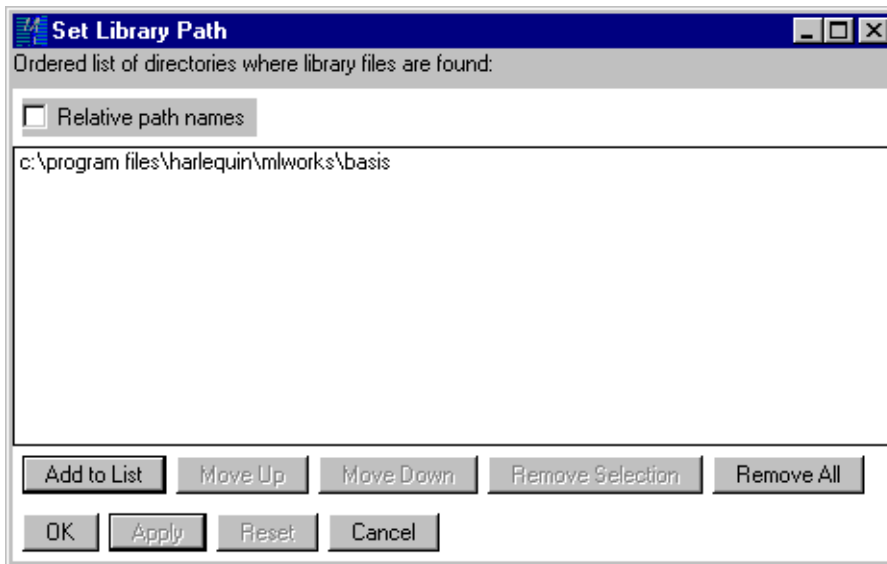 Set Library Path
Ordered list of directories where library files are found:
Relative path names
c:\program files\harlequin\mlworks\basis
Add to List Move Up Move Down Remove Selection Remove All
OK Apply Reset Cancel